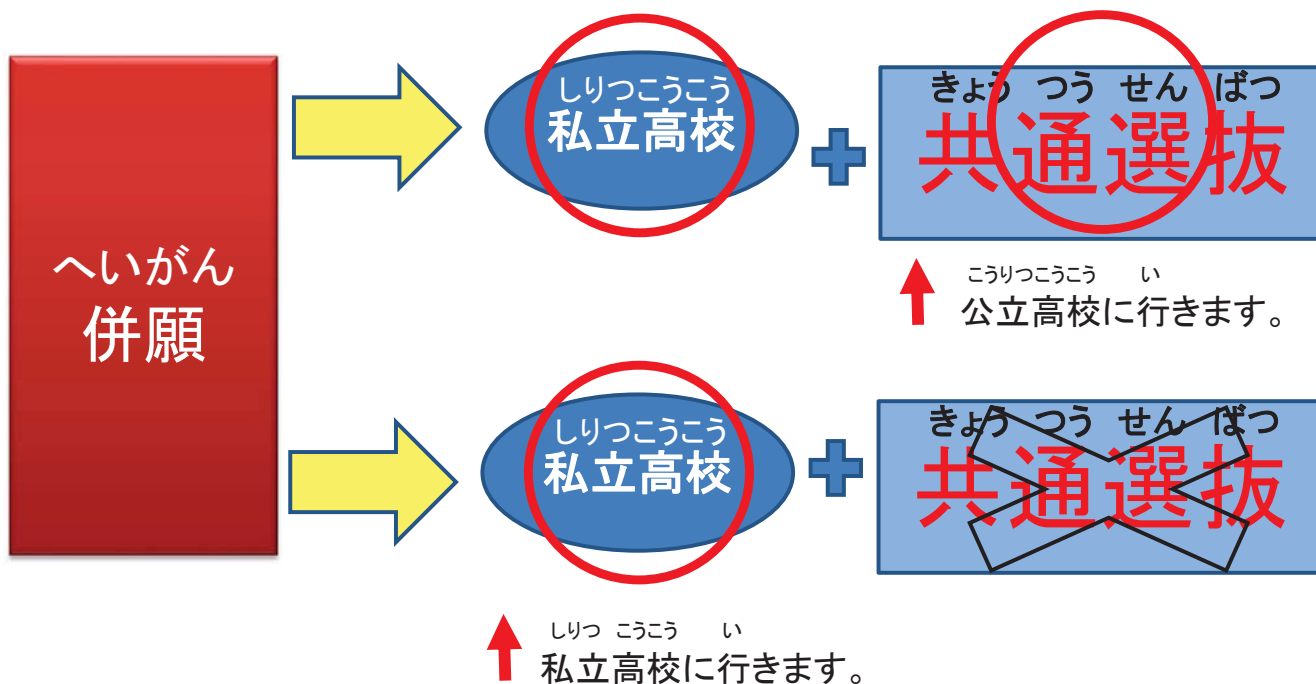 へいがん
併願
しりつこうこう
私立高校
きょう つう せん ばつ
共通選抜
こうりつこうこう い
公立高校に行きます。
しりつこうこう
私立高校
きょう つう せん ばつ
共通選抜
しりつ こうこう い
私立高校に行きます。